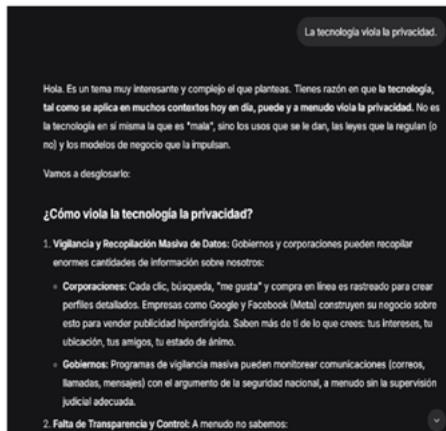 La tecnología viola la privacidad.
Hola. Es un tema muy interesante y complejo el que planteas. Tienes razón en que la tecnología,
tal como se aplica en muchos contextos hoy en día, puede y a menudo viola la privacidad. No es
la tecnología en sí misma la que es "mala", sino los usos que se le dan, las leyes que la regulan (o
no) y los modelos de negocio que la impulsan.
Vamos a desglosarlo:
¿Cómo viola la tecnología la privacidad?
1. Vigilancia y Recopilación Masiva de Datos: Gobiernos y corporaciones pueden recopilar
enormes cantidades de información sobre nosotros:
Corporaciones: Cada clic, búsqueda, "me gusta" y compra en línea es rastreado para crear
perfiles detallados. Empresas como Google y Facebook (Meta) construyen su negocio sobre
esto para vender publicidad hiperdirigida. Saben más de ti de lo que crees: tus intereses, tu
ubicación, tus amigos, tu estado de ánimo.
Gobiernos: Programas de vigilancia masiva pueden monitorear comunicaciones (correos,
llamadas, mensajes) con el argumento de la seguridad nacional, a menudo sin la supervisión
judicial adecuada.
2. Falta de Transparencia y Control: A menudo no sabemos: